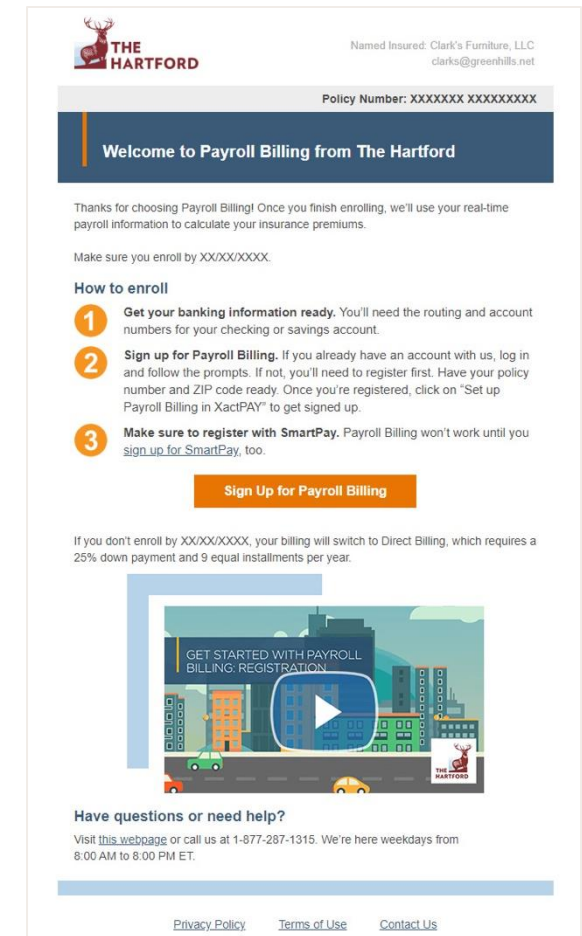 THE
HARTFORD
Named Insured: Clark's Furniture, LLC
clarks@greenhills.net
Policy Number: XXXXXXX XXXXXXXXX
Welcome to Payroll Billing from The Hartford
Thanks for choosing Payroll Billing! Once you finish enrolling, we'll use your real-time
payroll information to calculate your insurance premiums.
Make sure you enroll by XX/XX/XXXX.
How to enroll
1 Get your banking information ready. You'll need the routing and account
numbers for your checking or savings account.
2 Sign up for Payroll Billing. If you already have an account with us, log in
and follow the prompts. If not, you'll need to register first. Have your policy
number and ZIP code ready. Once you're registered, click on "Set up
Payroll Billing in XactPAY" to get signed up.
3 Make sure to register with SmartPay. Payroll Billing won't work until you
sign up for SmartPay, too.
Sign Up for Payroll Billing
If you don't enroll by XX/XX/XXXX, your billing will switch to Direct Billing, which requires a
25% down payment and 9 equal installments per year.
GET STARTED WITH PAYROLL
BILLING: REGISTRATION
THE
HARTFORD
Have questions or need help?
Visit this webpage or call us at 1-877-287-1315. We're here weekdays from
8:00 AM to 8:00 PM ET.
Privacy Policy Terms of Use Contact Us